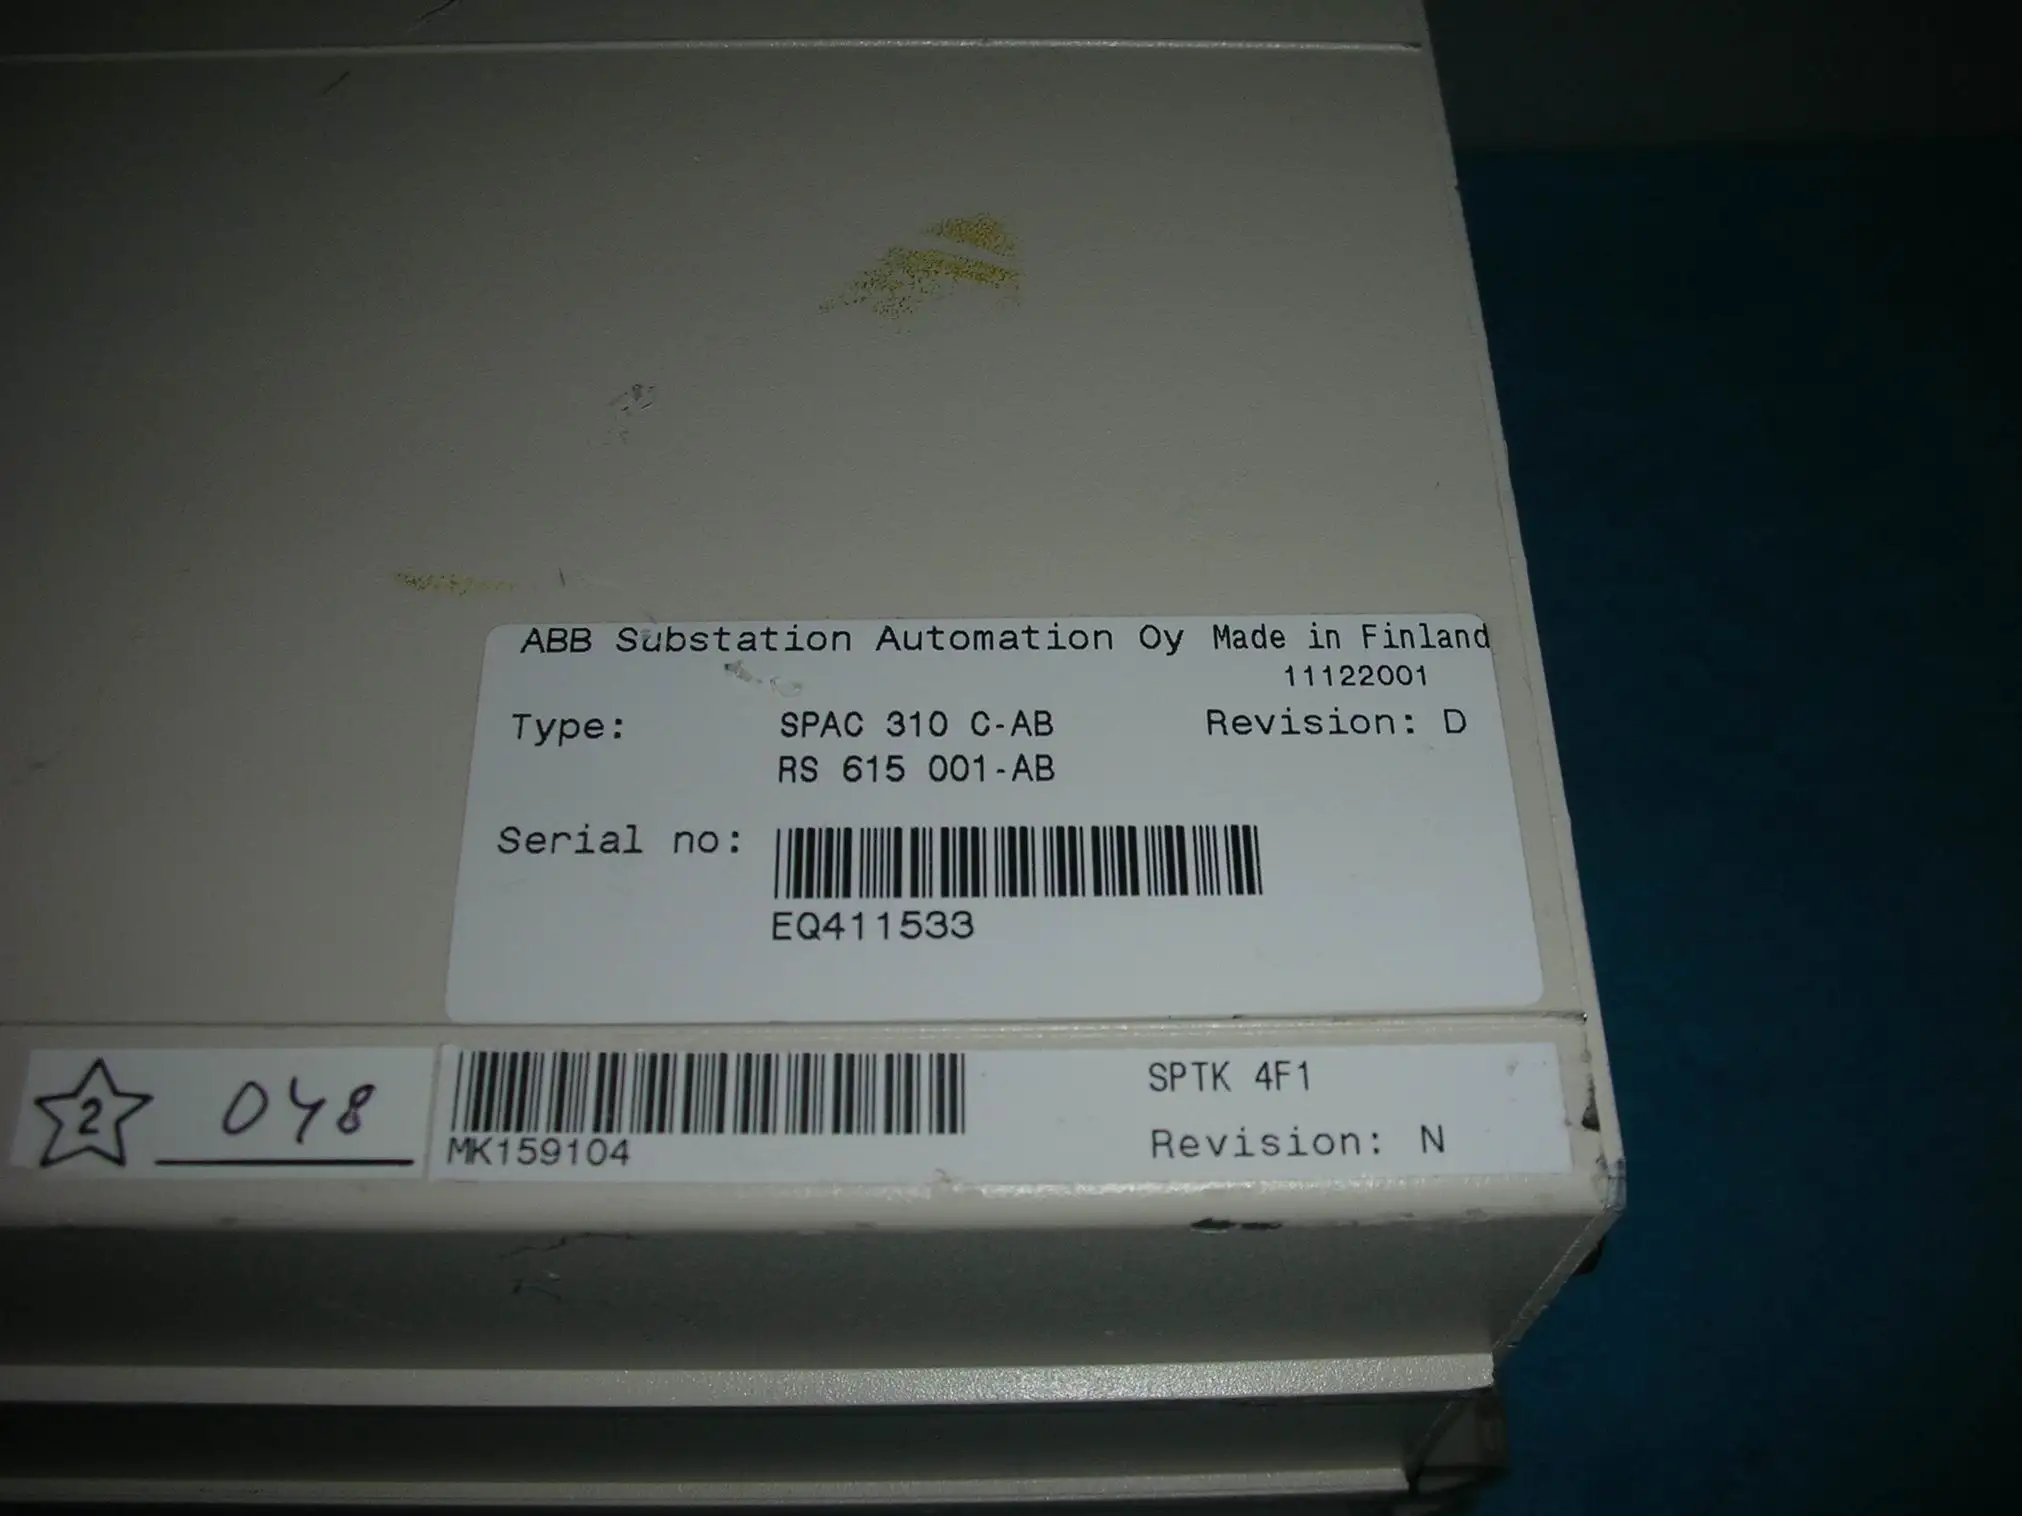 ABB Substation Automation Oy Made in Finland
11122001
Type: SPAC 310 C-AB Revision: D
RS 615 001-AB
Serial no:
EQ411533
2 048
MK159104
SPTK 4F1
Revision: N